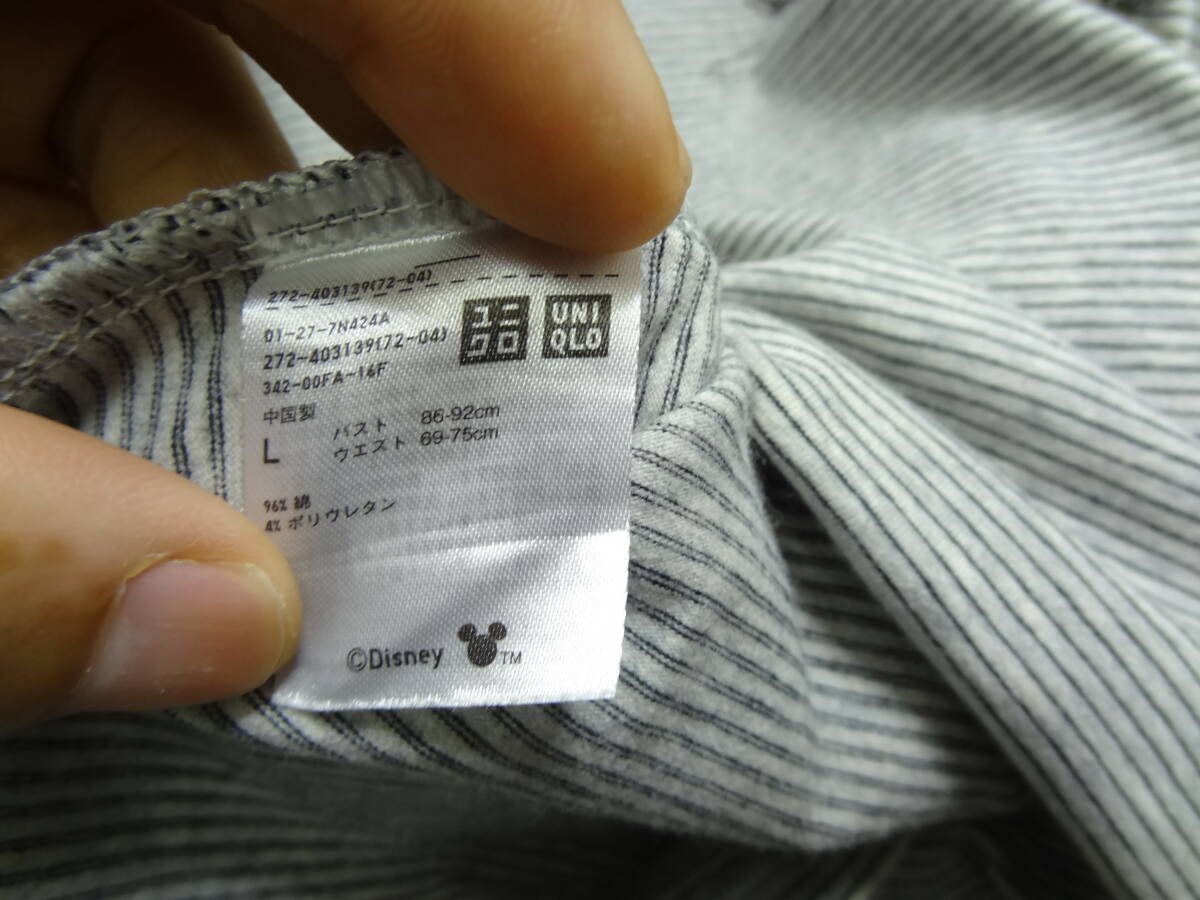 272-403139(72-04)
01-27-7N424A
272-403139(72-04)
342-00FA-16F
ユニ
クロ
UNI
QLO
中国製
L
バスト 86-92cm
ウエスト 69-75cm
96% 綿
4% ポリウレタン
©Disney TM